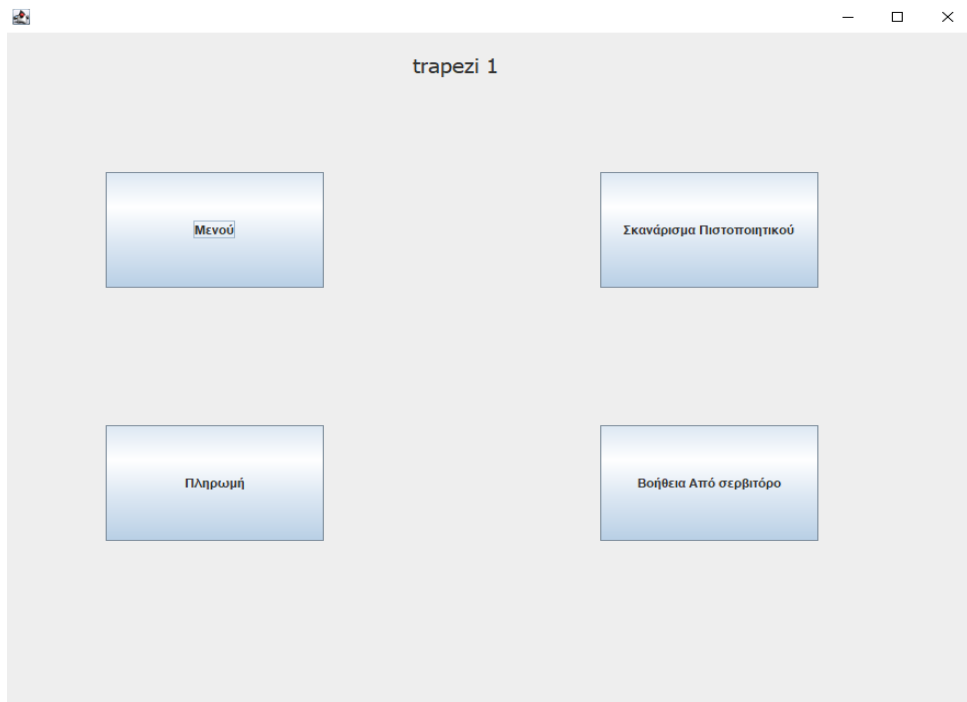 trapezi 1
Μενού
Σκανάρισμα Πιστοποιητικού
Πληρωμή
Βοήθεια Από σερβιτόρο